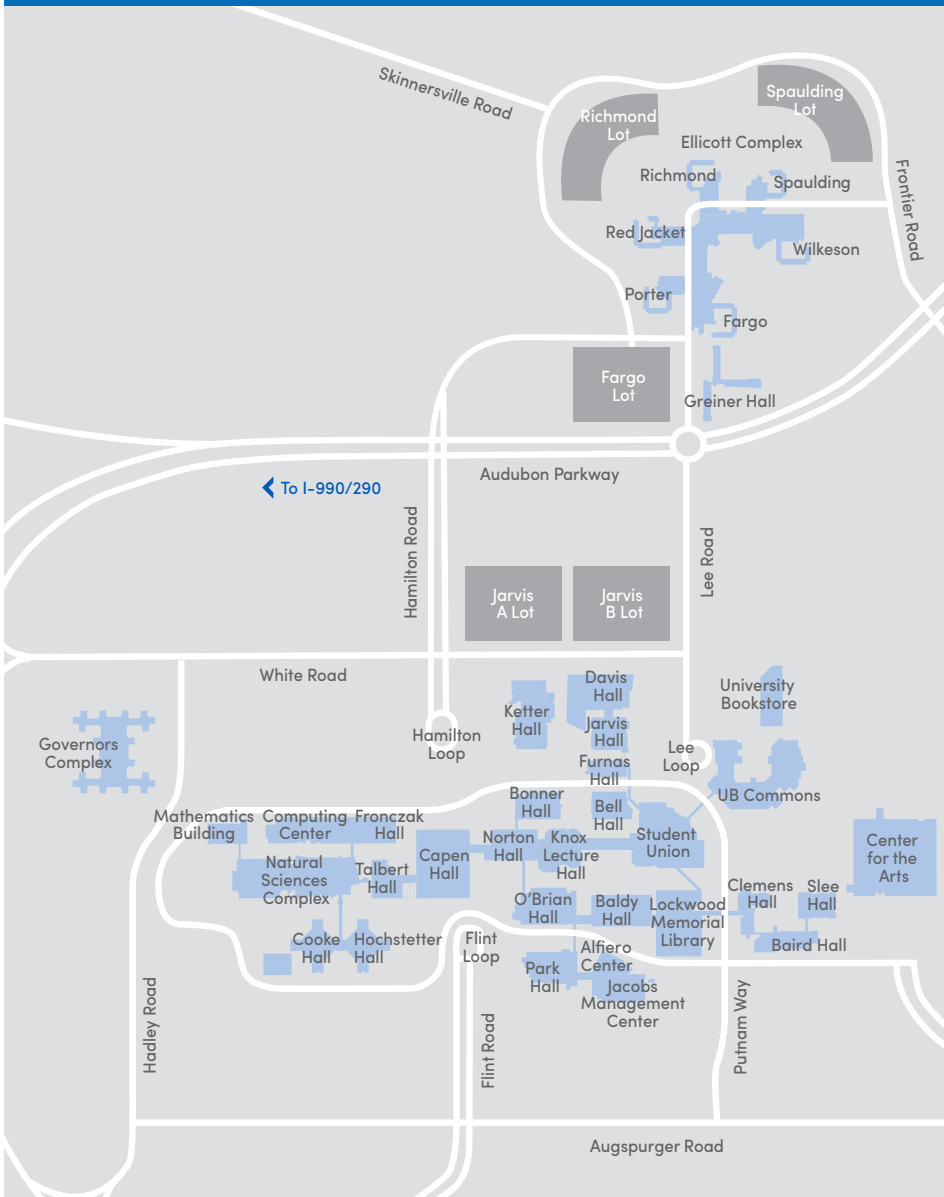 Skinnersville Road
Richmond
Lot
Spaulding
Lot
Ellicott Complex
Richmond
Spaulding
Frontier Road
Red Jacket
Wilkeson
Porter
Fargo
Fargo
Lot
Greiner Hall
Audubon Parkway
To I-990/290
Hamilton Road
Lee Road
Jarvis
A Lot
Jarvis
B Lot
White Road
Davis
Hall
University
Bookstore
Ketter
Hall
Jarvis
Hall
Governors
Complex
Hamilton
Loop
Lee
Loop
Furnas
Hall
UB Commons
Bonner
Hall
Bell
Hall
Mathematics
Building
Computing
Center
Fronczak
Hall
Norton
Hall
Knox
Lecture
Hall
Student
Union
Center
for the
Arts
Natural
Sciences
Complex
Talbert
Hall
Capen
Hall
O'Brian
Hall
Baldy
Hall
Lockwood
Memorial
Library
Clemens
Hall
Slee
Hall
Cooke
Hall
Hochstetter
Hall
Flint
Loop
Baird Hall
Alfiero
Center
Park
Hall
Jacobs
Management
Center
Hadley Road
Flint Road
Putnam Way
Augspurger Road